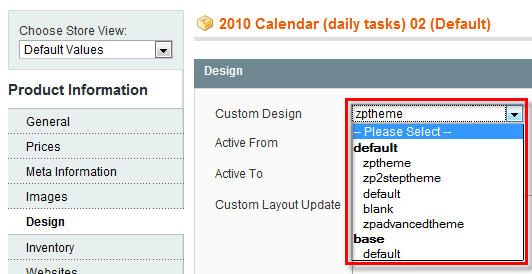 Choose Store View:
Default Values
Product Information
General
Prices
Meta Information
Images
Design
Inventory
Websites
2010 Calendar (daily tasks) 02 (Default)
Design
Custom Design
zptheme
-- Please Select --
default
zptheme
zp2steptheme
default
blank
zpadvancedtheme
base
default
Active From
Active To
Custom Layout Update